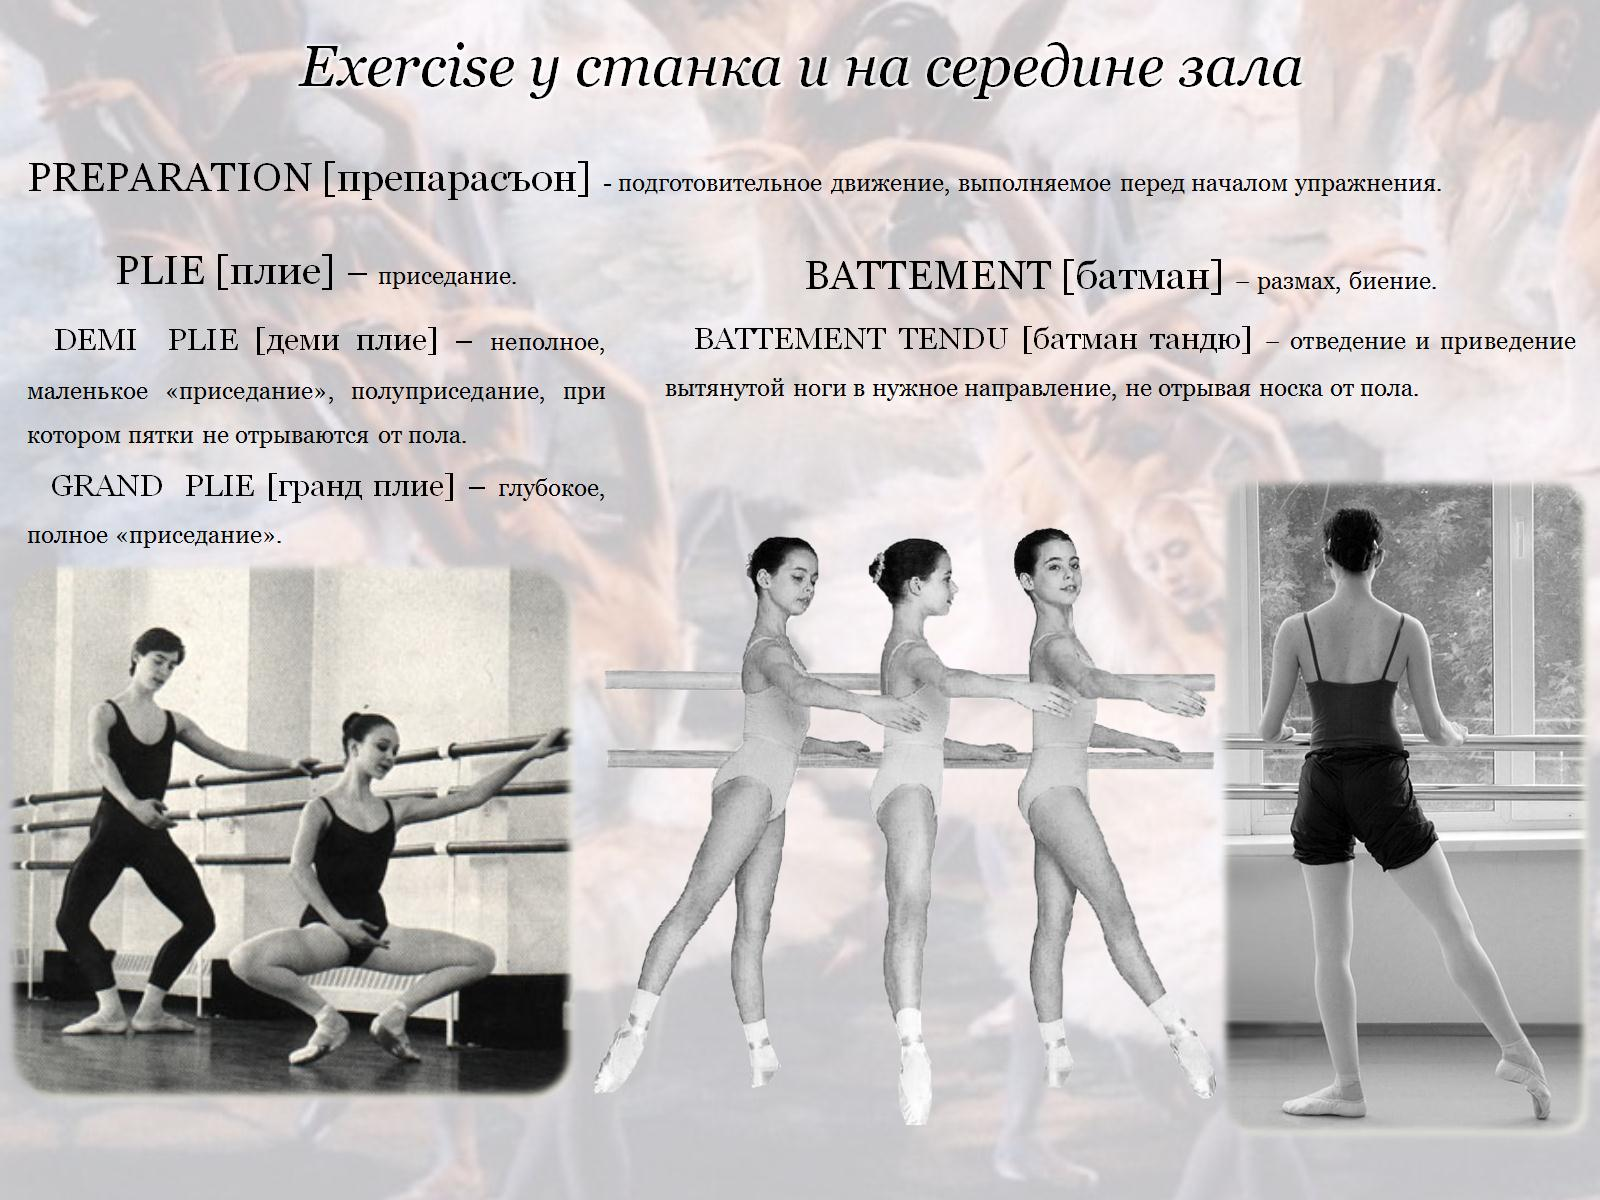 Exercise у станка и на середине зала
PREPARATION [препарасъон] - подготовительное движение, выполняемое перед началом упражнения.
PLIE [плие] – приседание.
DEMI PLIE [деми плие] – неполное,
маленькое «приседание», полуприседание, при
котором пятки не отрываются от пола.
GRAND PLIE [гранд плие] – глубокое,
полное «приседание».
BATTEMENT [батман] – размах, биение.
BATTEMENT TENDU [батман тандю] – отведение и приведение
вытянутой ноги в нужное направление, не отрывая носка от пола.